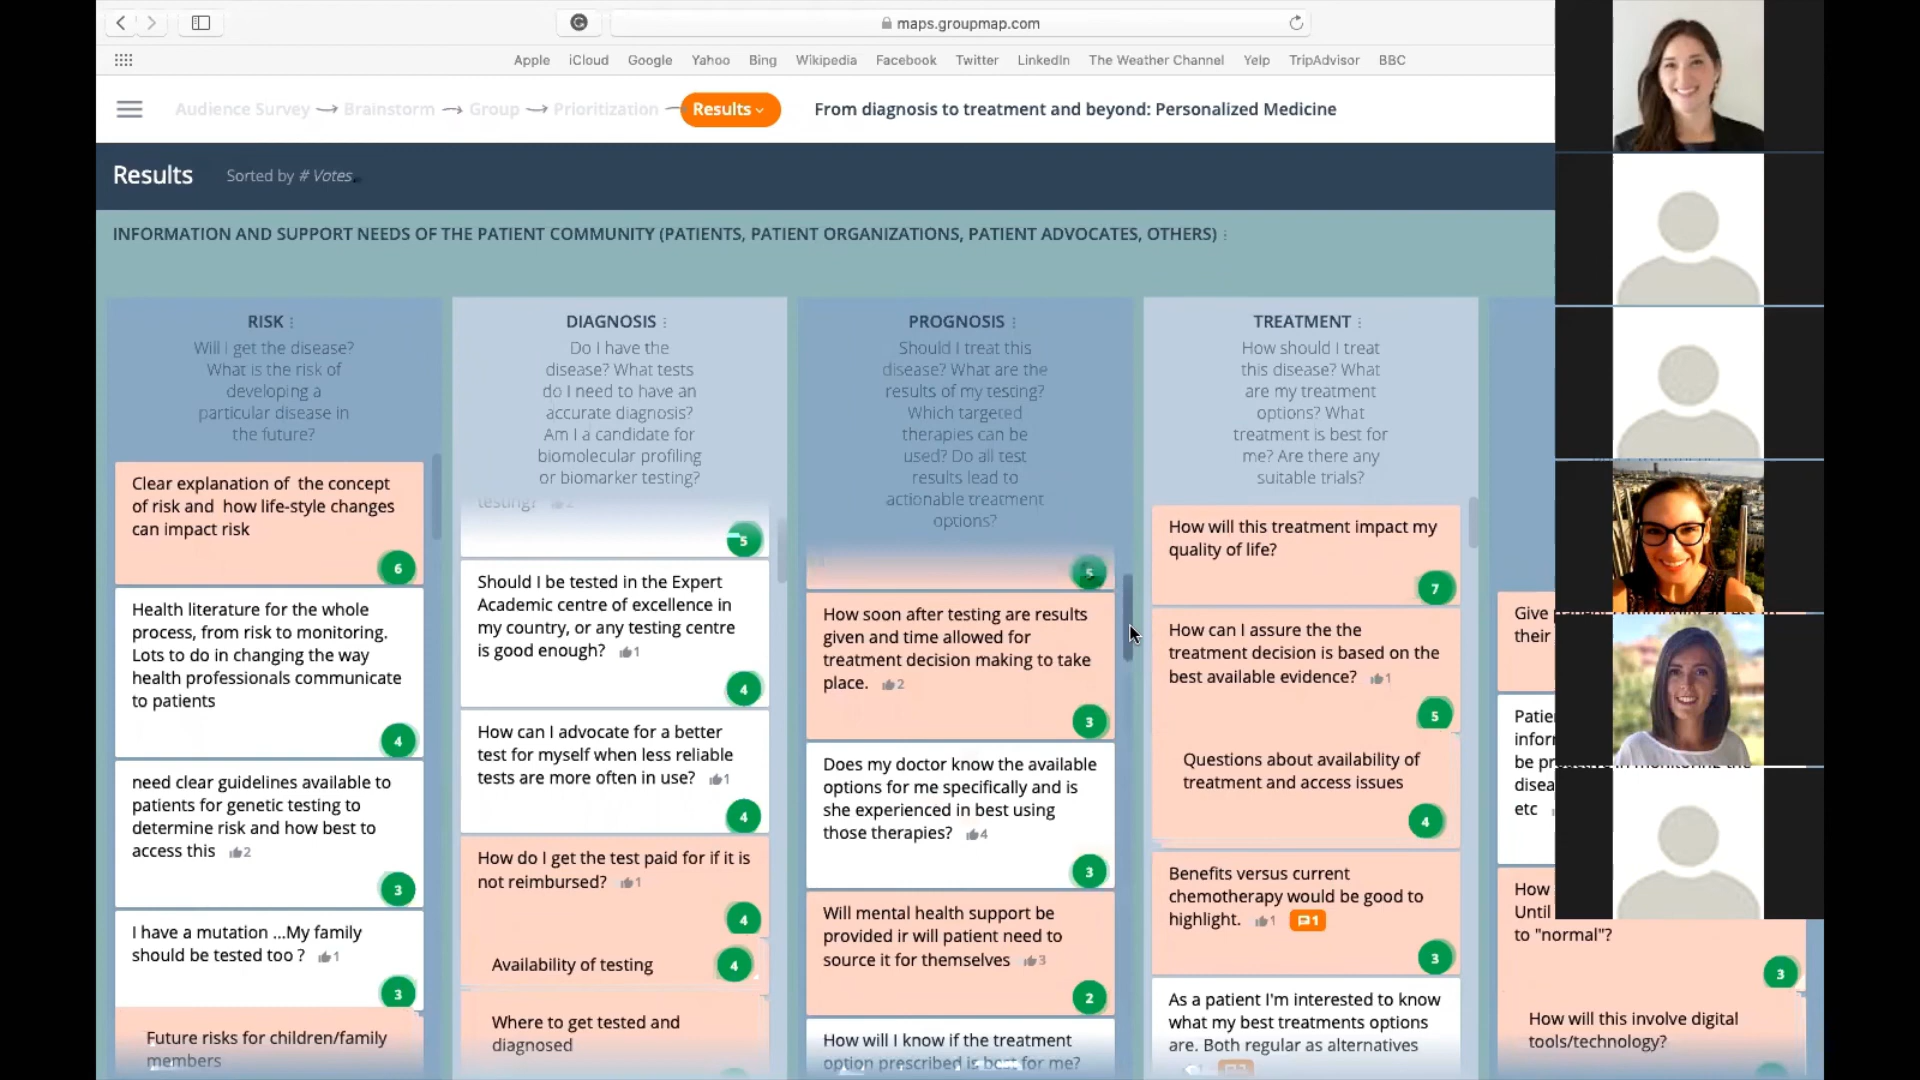 maps.groupmap.com
Apple iCloud Google Yahoo Bing Wikipedia Facebook Twitter LinkedIn The Weather Channel Yelp TripAdvisor BBC
Audience Survey Brainstorm Group Prioritization Results From diagnosis to treatment and beyond: Personalized Medicine
Results Sorted by # Votes
INFORMATION AND SUPPORT NEEDS OF THE PATIENT COMMUNITY (PATIENTS, PATIENT ORGANIZATIONS, PATIENT ADVOCATES, OTHERS)
RISK
Will I get the disease?
What is the risk of
developing a
particular disease in
the future?
Clear explanation of the concept
of risk and how life-style changes
can impact risk
6
Health literature for the whole
process, from risk to monitoring.
Lots to do in changing the way
health professionals communicate
to patients
4
need clear guidelines available to
patients for genetic testing to
determine risk and how best to
access this 2
3
I have a mutation ...My family
should be tested too ? 1
3
Future risks for children/family
members
DIAGNOSIS
Do I have the
disease? What tests
do I need to have an
accurate diagnosis?
Am I a candidate for
biomolecular profiling
or biomarker testing?
testing? 2
5
Should I be tested in the Expert
Academic centre of excellence in
my country, or any testing centre
is good enough? 1
4
How can I advocate for a better
test for myself when less reliable
tests are more often in use? 1
4
How do I get the test paid for if it is
not reimbursed? 1
4
Availability of testing 4
Where to get tested and
diagnosed
PROGNOSIS
Should I treat this
disease? What are the
results of my testing?
Which targeted
therapies can be
used? Do all test
results lead to
actionable treatment
options?
5
How soon after testing are results
given and time allowed for
treatment decision making to take
place. 2
3
Does my doctor know the available
options for me specifically and is
she experienced in best using
those therapies? 4
3
Will mental health support be
provided ir will patient need to
source it for themselves 3
2
How will I know if the treatment
option prescribed is best for me?
TREATMENT
How should I treat
this disease? What
are my treatment
options? What
treatment is best for
me? Are there any
suitable trials?
How will this treatment impact my
quality of life?
7
How can I assure the the
treatment decision is based on the
best available evidence? 1
5
Questions about availability of
treatment and access issues
4
Benefits versus current
chemotherapy would be good to
highlight. 1 1
3
As a patient I'm interested to know
what my best treatments options
are. Both regular as alternatives
Give
their
Patie
infor
be
disea
etc
How
Until
to "normal"?
3
How will this involve digital
tools/technology?